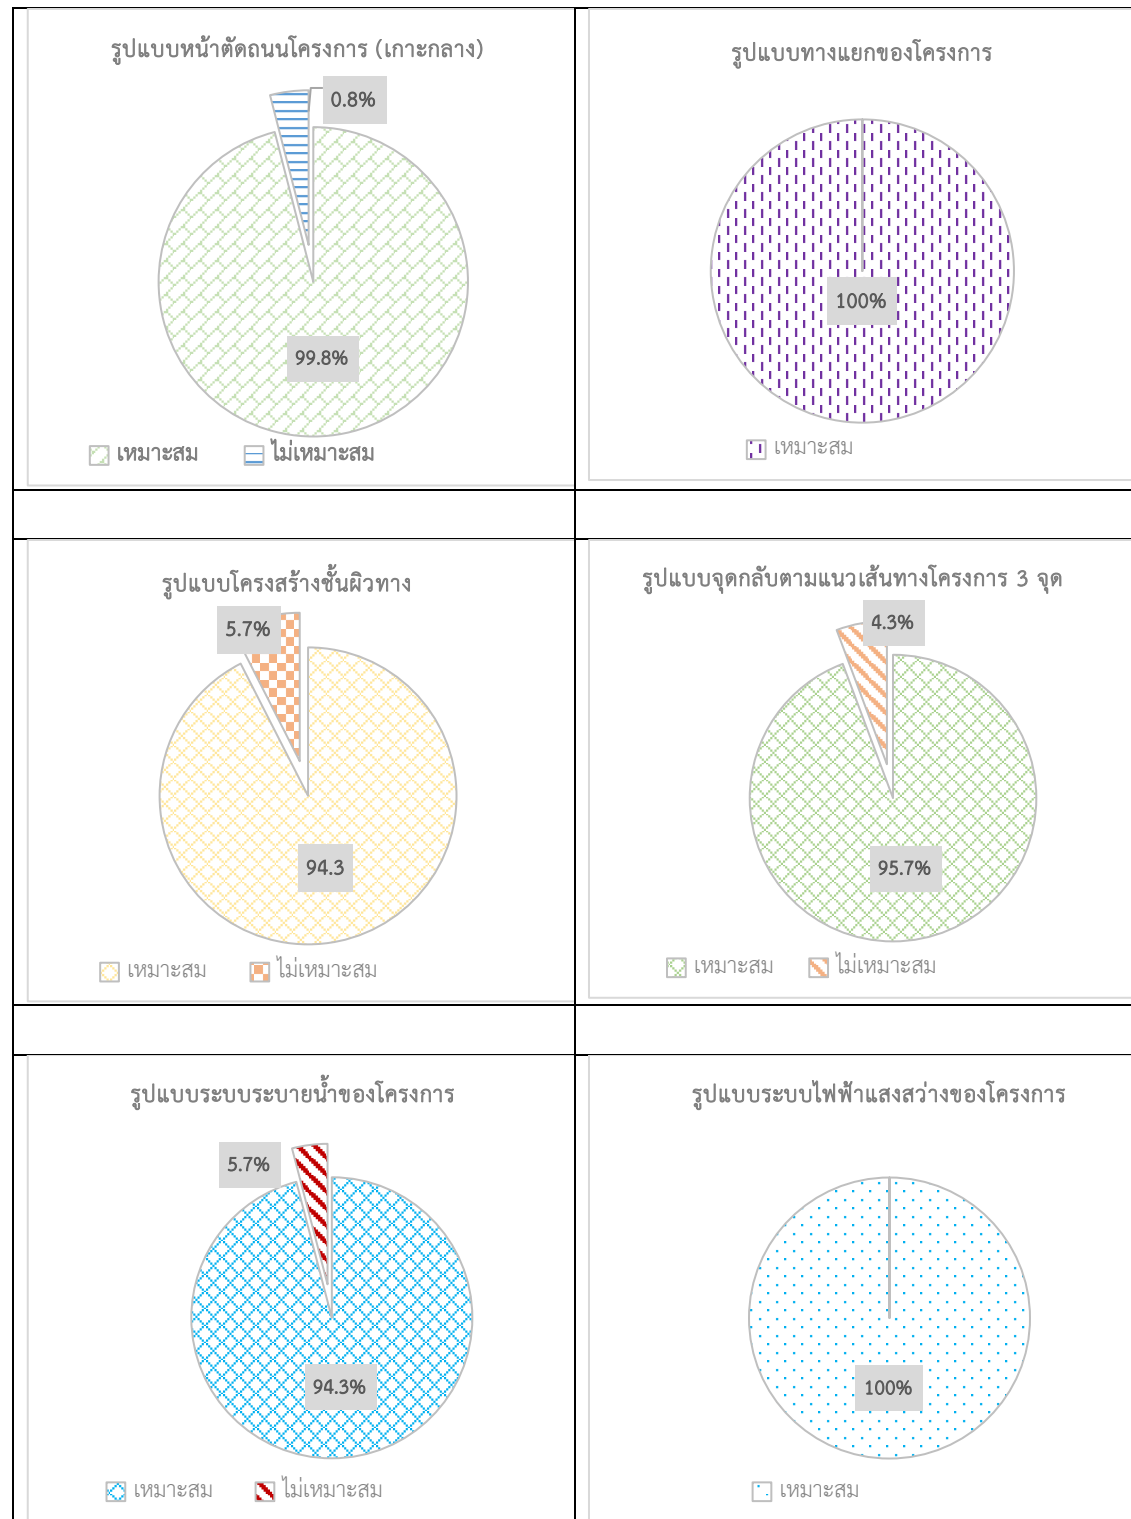 รูปแบบหน้าตัดถนนโครงการ (เกาะกลาง)
0.8%
99.8%
เหมาะสม ไม่เหมาะสม
รูปแบบทางแยกของโครงการ
100%
เหมาะสม
รูปแบบโครงสร้างชั้นผิวทาง
5.7%
94.3
เหมาะสม ไม่เหมาะสม
รูปแบบจุดกลับตามแนวเส้นทางโครงการ 3 จุด
4.3%
95.7%
เหมาะสม ไม่เหมาะสม
รูปแบบระบบระบายน้ำของโครงการ
5.7%
94.3%
เหมาะสม ไม่เหมาะสม
รูปแบบระบบไฟฟ้าแสงสว่างของโครงการ
100%
เหมาะสม